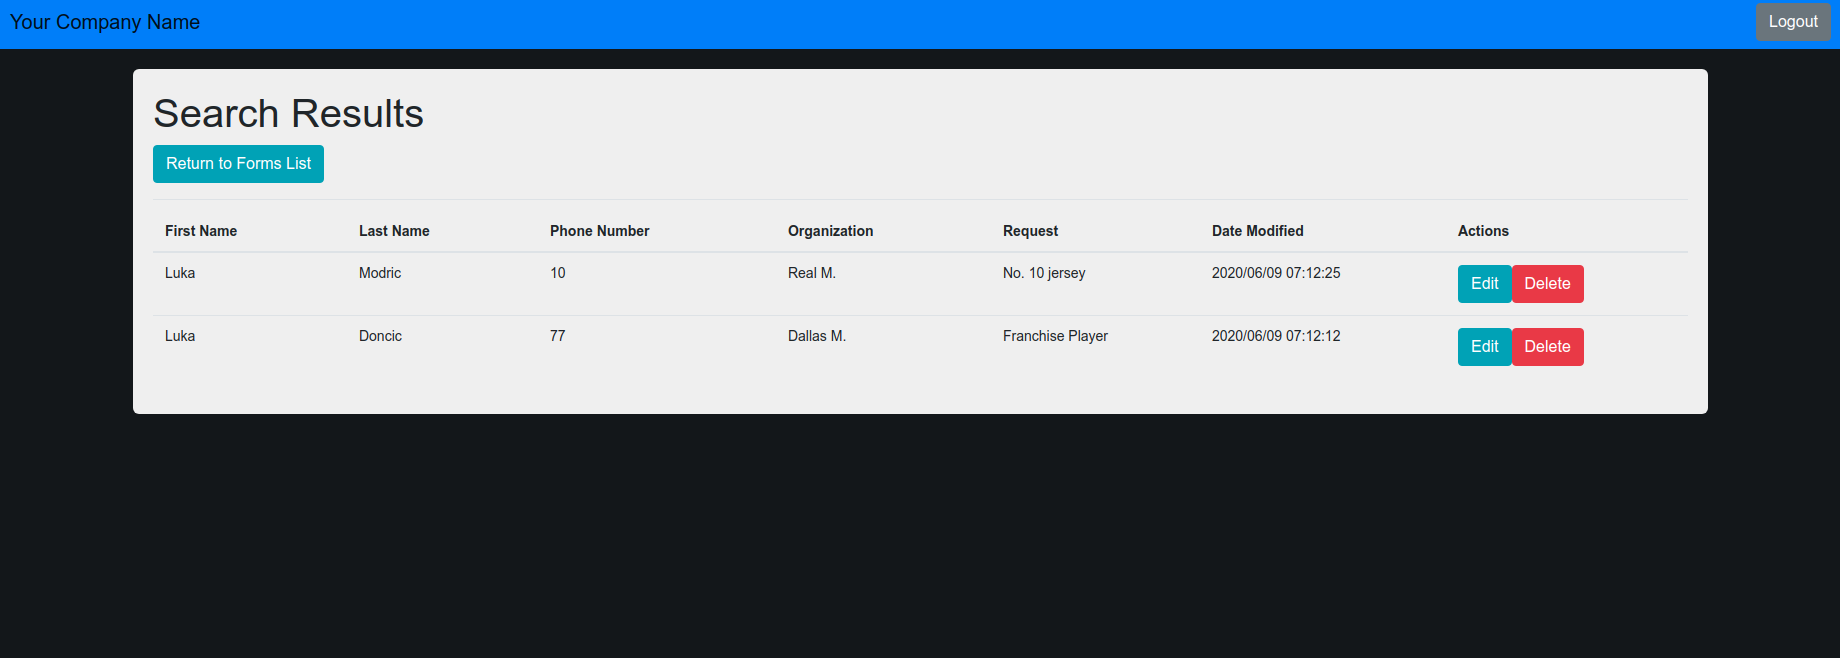 Your Company Name Logout
Search Results
Return to Forms List
First Name Last Name Phone Number Organization Request Date Modified Actions
Luka Modric 10 Real M. No. 10 jersey 2020/06/09 07:12:25 Edit Delete
Luka Doncic 77 Dallas M. Franchise Player 2020/06/09 07:12:12 Edit Delete